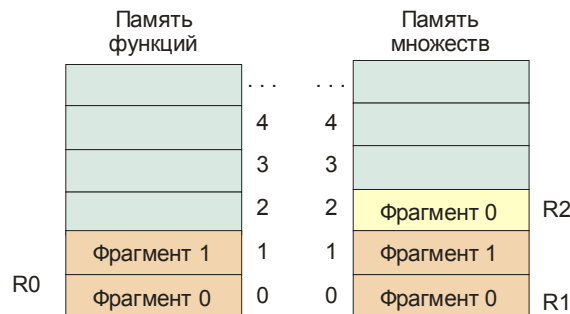 Память функций
Память множеств
. . . . . .
4 4
3 3
2 2 Фрагмент 0 R2
Фрагмент 1 1 1 Фрагмент 1
R0 Фрагмент 0 0 0 Фрагмент 0 R1